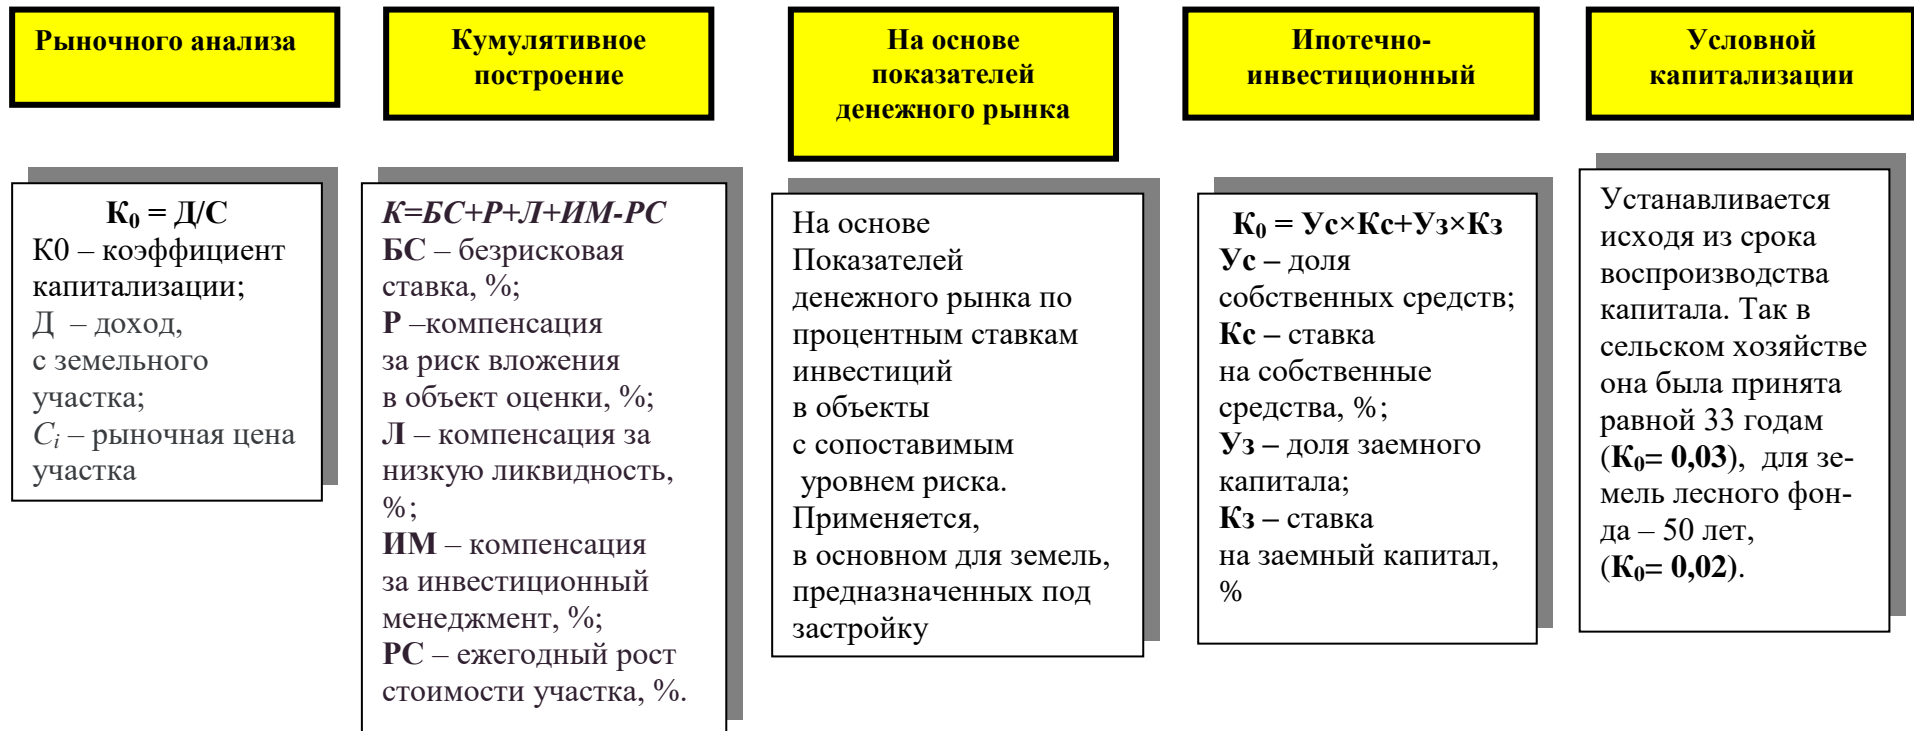 Рыночного анализа
Кумулятивное
построение
На основе
показателей
денежного рынка
Ипотечно-
инвестиционный
Условной
капитализации
К₀ = Д/С
К0 – коэффициент
капитализации;
Д – доход,
с земельного
участка;
Cᵢ – рыночная цена
участка
К=БС+Р+Л+ИМ-РС
БС – безрисковая
ставка, %;
Р –компенсация
за риск вложения
в объект оценки, %;
Л – компенсация за
низкую ликвидность,
%;
ИМ – компенсация
за инвестиционный
менеджмент, %;
РС – ежегодный рост
стоимости участка, %.
На основе
Показателей
денежного рынка по
процентным ставкам
инвестиций
в объекты
с сопоставимым
уровнем риска.
Применяется,
в основном для земель,
предназначенных под
застройку
К₀ = Ус×Кс+Уз×Кз
Ус – доля
собственных средств;
Кс – ставка
на собственные
средства, %;
Уз – доля заемного
капитала;
Кз – ставка
на заемный капитал,
%
Устанавливается
исходя из срока
воспроизводства
капитала. Так в
сельском хозяйстве
она была принята
равной 33 годам
(К₀= 0,03), для зе-
мель лесного фон-
да – 50 лет,
(К₀= 0,02).